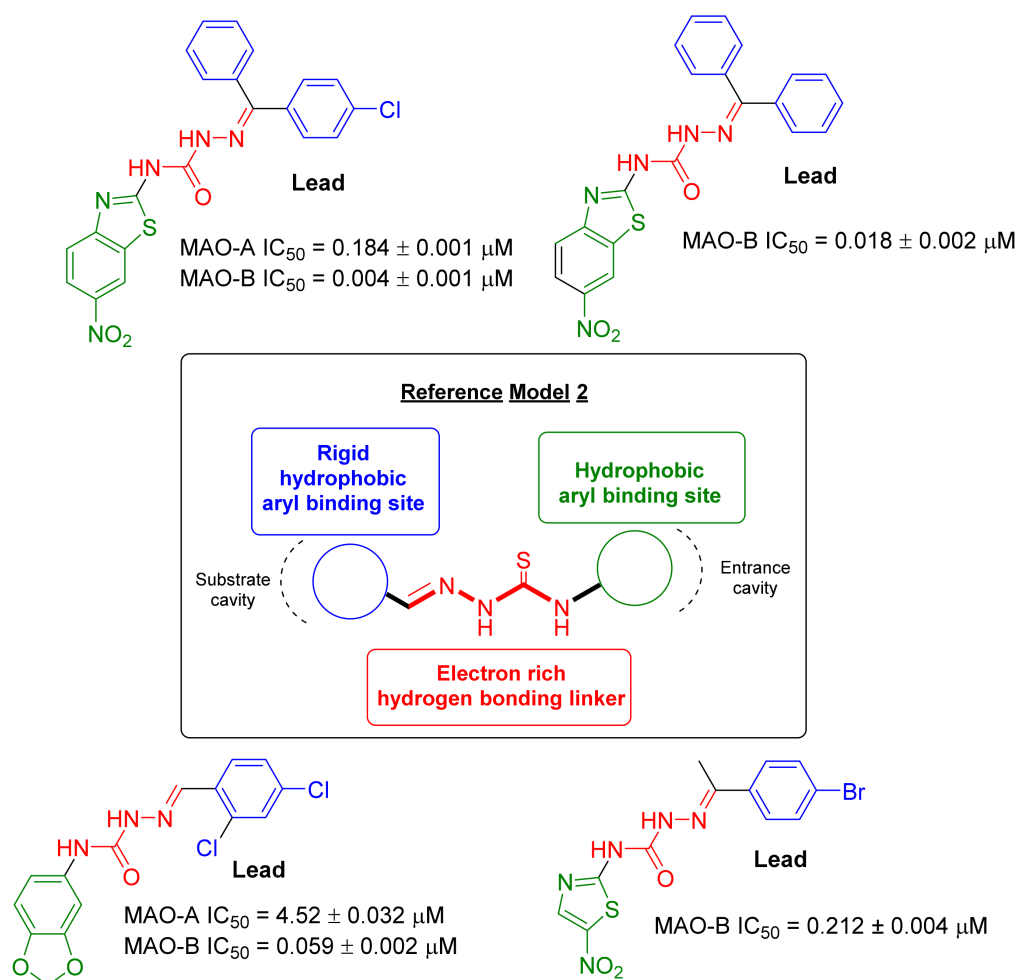 Cl
HN
N
HN
O
N
S
NO₂
Lead
MAO-A IC₅₀ = 0.184 ± 0.001 μM
MAO-B IC₅₀ = 0.004 ± 0.001 μM
HN
N
HN
O
N
S
NO₂
Lead
MAO-B IC₅₀ = 0.018 ± 0.002 μM
Reference Model 2
Rigid
hydrophobic
aryl binding site
Hydrophobic
aryl binding site
Substrate
cavity
N
N
H
S
N
H
Entrance
cavity
Electron rich
hydrogen bonding linker
Cl
Cl
HN
N
HN
O
O
O
Lead
MAO-A IC₅₀ = 4.52 ± 0.032 μM
MAO-B IC₅₀ = 0.059 ± 0.002 μM
Br
HN
N
HN
O
N
S
NO₂
Lead
MAO-B IC₅₀ = 0.212 ± 0.004 μM